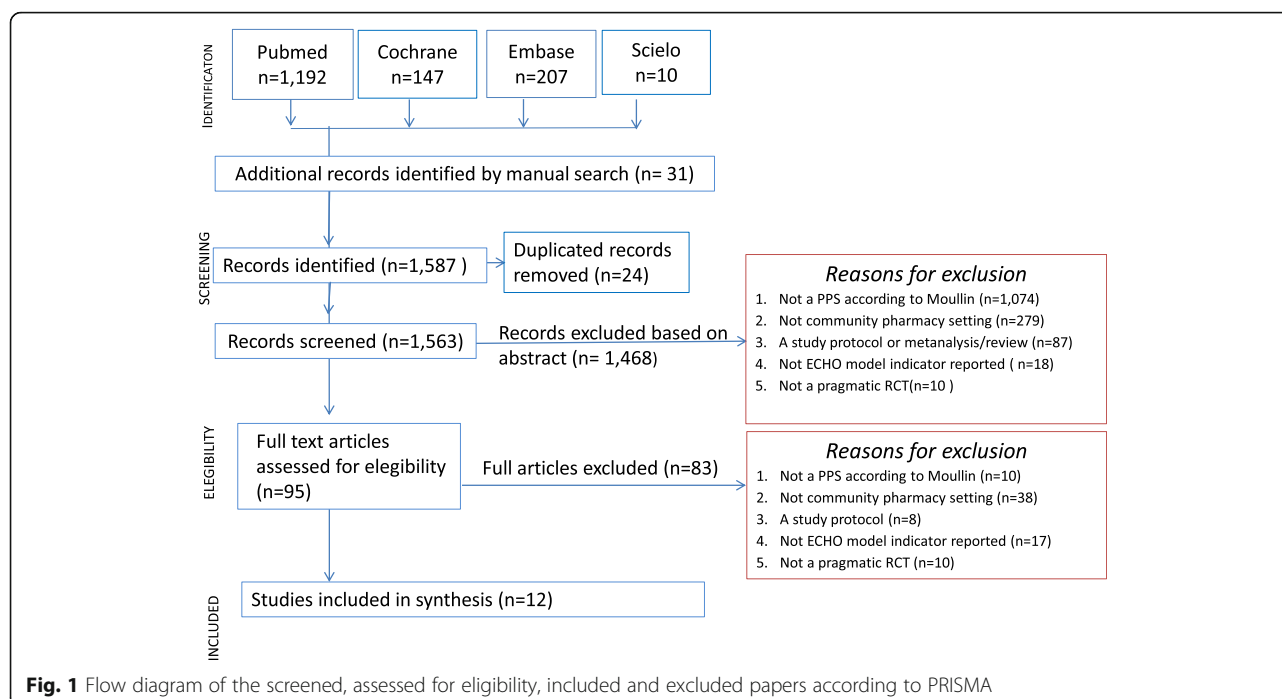 IDENTIFICATON
Pubmed
n=1,192
Cochrane
n=147
Embase
n=207
Scielo
n=10
Additional records identified by manual search (n= 31)
SCREENING
Records identified (n=1,587 )
Duplicated records
removed (n=24)
Records screened (n=1,563)
Records excluded based on
abstract (n= 1,468)
Reasons for exclusion
1. Not a PPS according to Moullin (n=1,074)
2. Not community pharmacy setting (n=279)
3. A study protocol or metanalysis/review (n=87)
4. Not ECHO model indicator reported ( n=18)
5. Not a pragmatic RCT(n=10 )
ELEGIBILITY
Full text articles
assessed for elegibility
(n=95)
Full articles excluded (n=83)
Reasons for exclusion
1. Not a PPS according to Moullin (n=10)
2. Not community pharmacy setting (n=38)
3. A study protocol (n=8)
4. Not ECHO model indicator reported (n=17)
5. Not a pragmatic RCT (n=10)
INCLUDED
Studies included in synthesis (n=12)
Fig. 1 Flow diagram of the screened, assessed for eligibility, included and excluded papers according to PRISMA